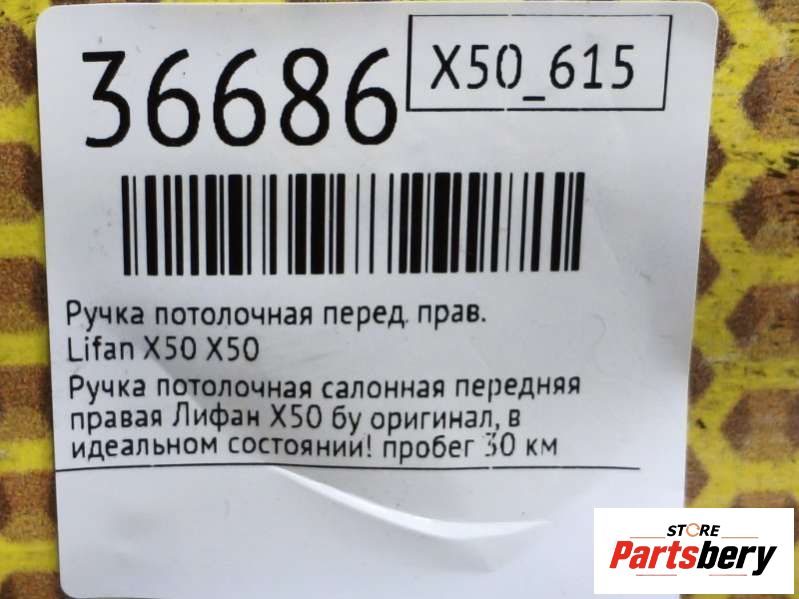 36686
X50_615
Ручка потолочная перед. прав.
Lifan X50 X50
Ручка потолочная салонная передняя
правая Лифан Х50 бу оригинал, в
идеальном состоянии! пробег 30 км
STORE
Partsbery